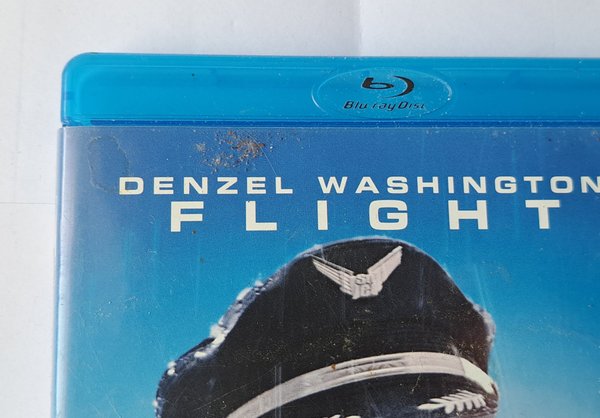 Blu-ray Disc
DENZEL WASHINGTON
FLIGHT